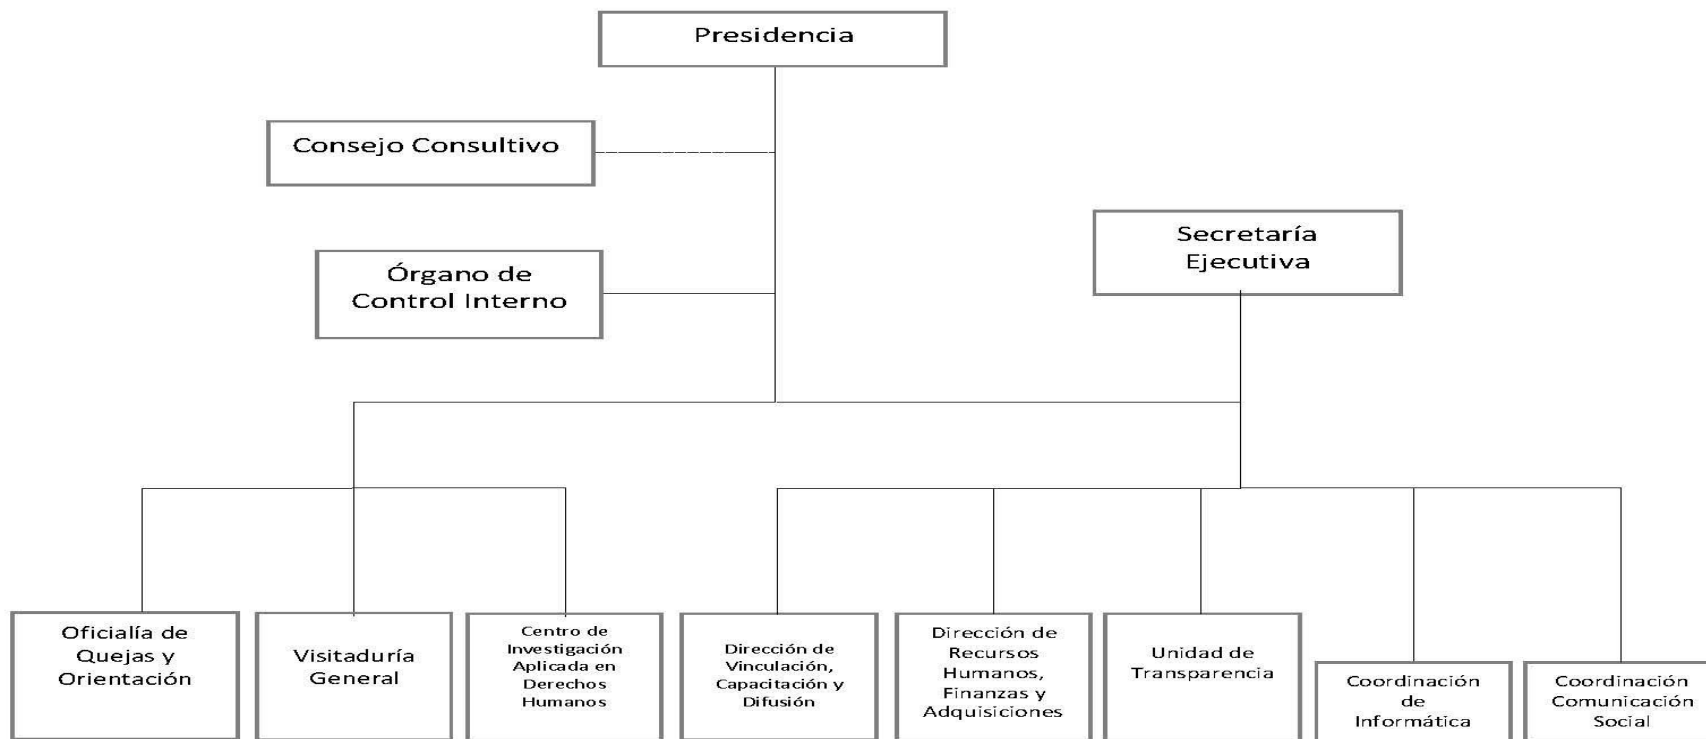 Presidencia
Consejo Consultivo
Secretaría
Ejecutiva
Órgano de
Control Interno
Oficialía de
Quejas y
Orientación
Visitaduría
General
Centro de
Investigación
Aplicada en
Derechos
Humanos
Dirección de
Vinculación,
Capacitación y
Difusión
Dirección de
Recursos
Humanos,
Finanzas y
Adquisiciones
Unidad de
Transparencia
Coordinación
de
Informática
Coordinación
Comunicación
Social